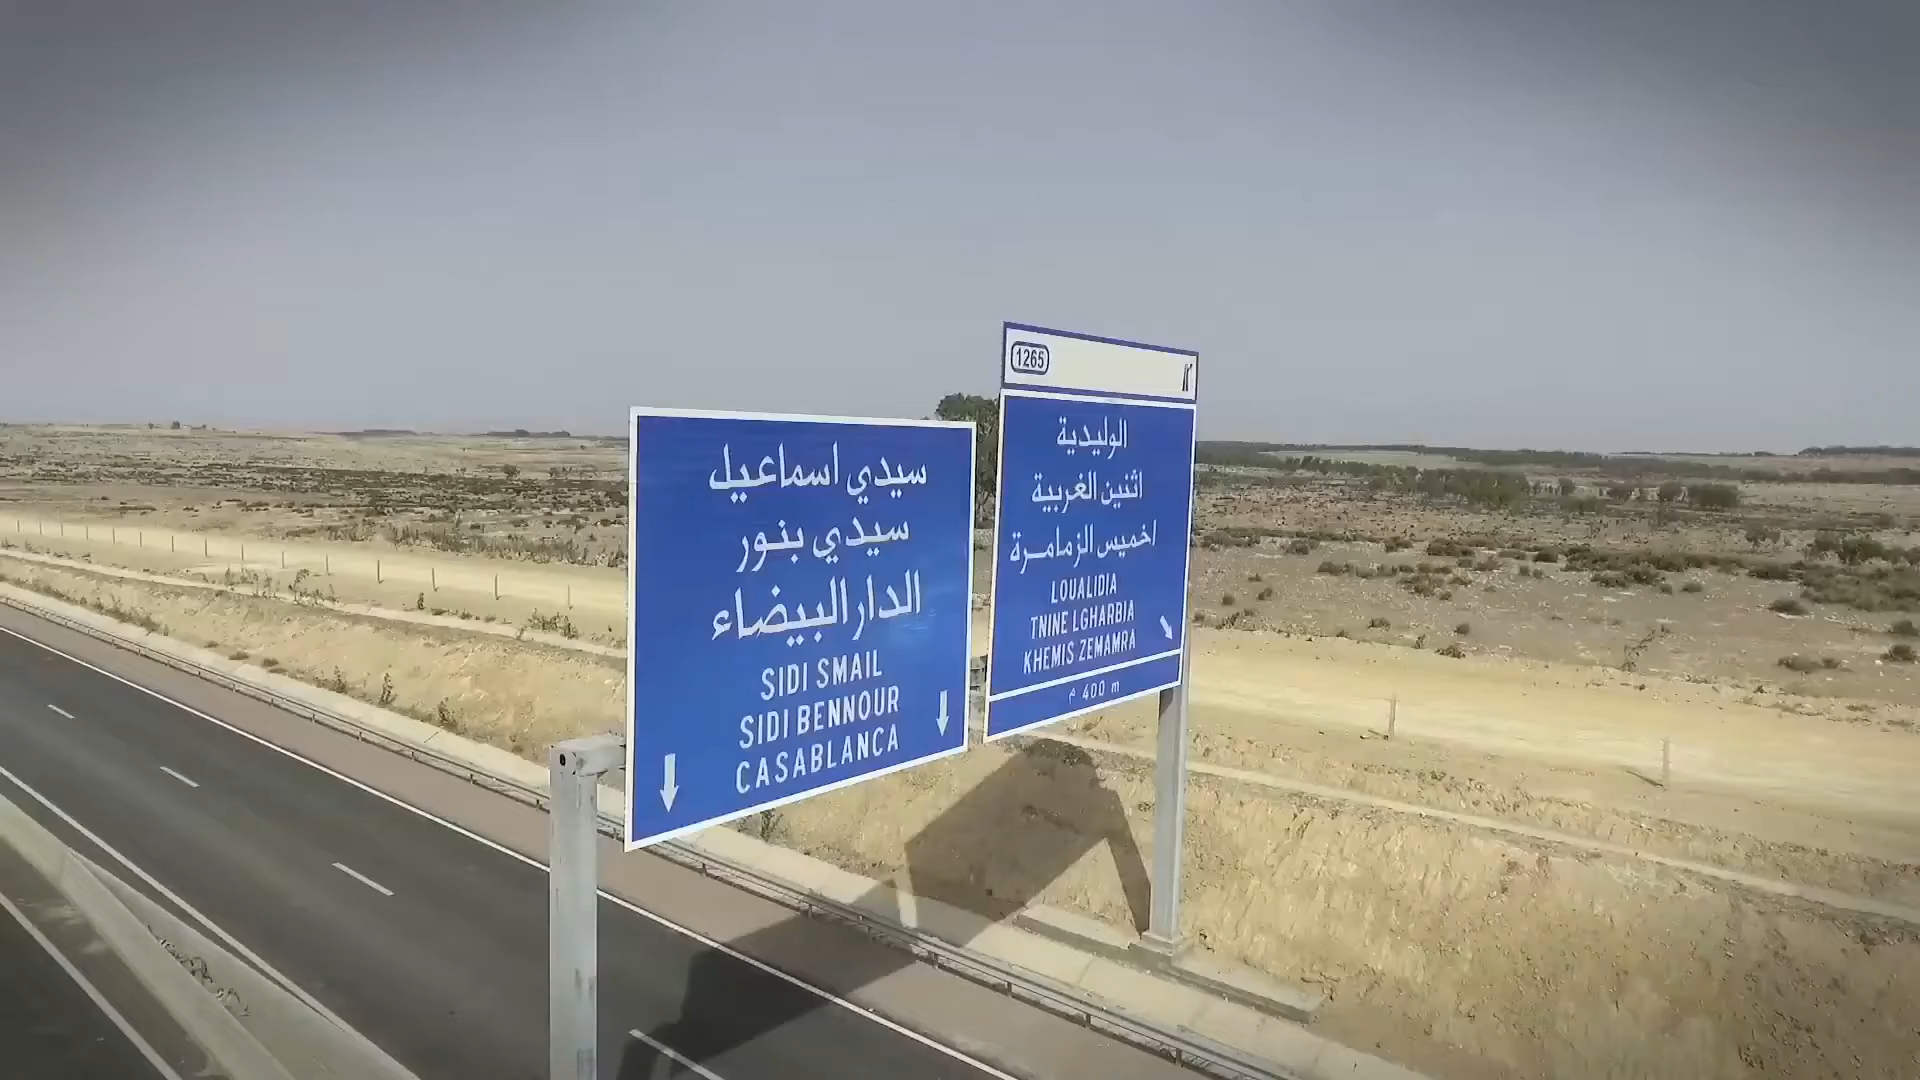 سيدي اسماعيل
سيدي بنور
الدار البيضاء
SIDI SMAIL
SIDI BENNOUR
CASABLANCA
1265
الوليدية
اثنين الغربية
اخميس الزمامرة
LOUALIDIA
TNINE LGHARBIA
KHEMIS ZEMAMRA
400 m م